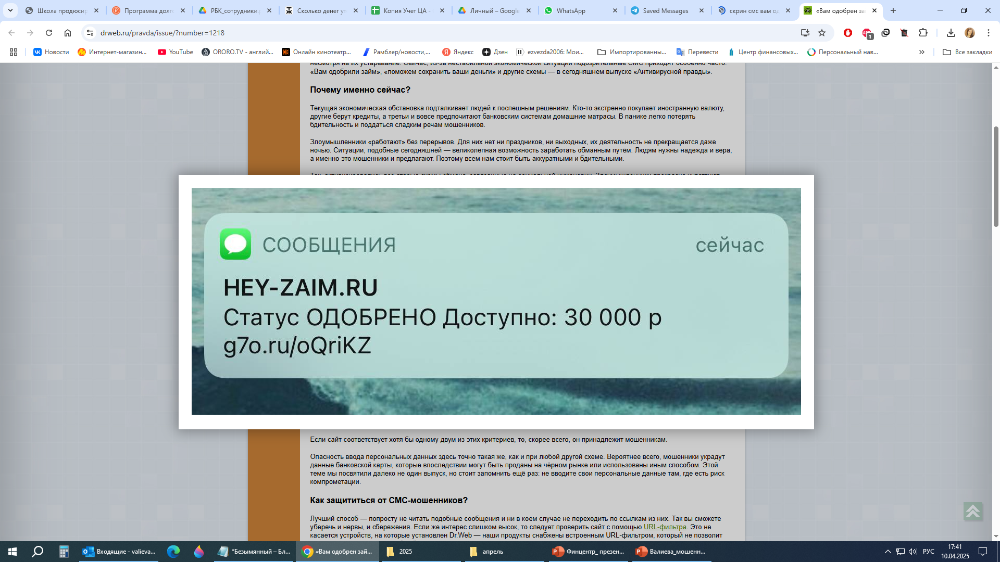 Школа продюсир
Программа долго
РБК_сотрудники.
Сколько денег ут
Копия Учет ЦА -
Личный – Google
WhatsApp
Saved Messages
скрин смс вам од
«Вам одобрен за
drweb.ru/pravda/issue/?number=1218
1
Новости
Интернет-магазин...
YouTube
ORORO.TV - англий...
Онлайн кинотеатр...
Рамблер/новости,...
Яндекс
Дзен
ezvezda2006: Мои...
Импортированны...
Перевести
Центр финансовых...
Персональный нав...
Все закладки
несмотря на их устаревание. Сейчас, из-за нестабильной экономической ситуации подозрительные СМС приходят особенно часто.
«Вам одобрили займ», «поможем сохранить ваши деньги» и другие схемы — в сегодняшнем выпуске «Антивирусной правды».
Почему именно сейчас?
Текущая экономическая обстановка подталкивает людей к поспешным решениям. Кто-то экстренно покупает иностранную валюту,
другие берут кредиты, а третьи и вовсе предпочитают банковским системам домашние матрасы. В панике легко потерять
бдительность и поддаться сладким речам мошенников.
Злоумышленники «работают» без перерывов. Для них нет ни праздников, ни выходных, их деятельность не прекращается даже
ночью. Ситуации, подобные сегодняшней — великолепная возможность заработать обманным путём. Людям нужны надежда и вера,
а именно это мошенники и предлагают. Поэтому всем нам стоит быть аккуратными и бдительными.
СООБЩЕНИЯ
сейчас
HEY-ZAIM.RU
Статус ОДОБРЕНО Доступно: 30 000 р
g7o.ru/oQriKZ
Если сайт соответствует хотя бы одному двум из этих критериев, то, скорее всего, он принадлежит мошенникам.
Опасность ввода персональных данных здесь точно такая же, как и при любой другой схеме. Вероятнее всего, мошенники украдут
данные банковской карты, которые впоследствии могут быть проданы на чёрном рынке или использованы иным способом. Этой
теме мы посвятили далеко не один выпуск, но стоит запомнить ещё раз: не вводите свои персональные данные там, где есть риск
компрометации.
Как защититься от СМС-мошенников?
Лучший способ — попросту не читать подобные сообщения и ни в коем случае не переходить по ссылкам из них. Так вы сможете
уберечь и нервы, и сбережения. Если же интерес слишком высок, то следует проверить сайт с помощью URL-фильтра. Это не
касается устройств, на которые установлен Dr.Web — наши продукты снабжены встроенным URL-фильтром, который не позволит
Входящие - valieva...
*Безымянный – Бл...
«Вам одобрен зай...
2025
апрель
Финцентр_ презен...
Валиева_мошенн...
РУС
17:41
10.04.2025